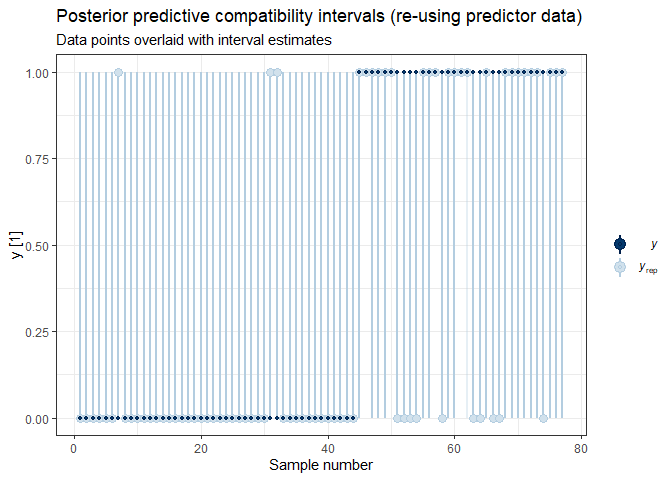 Posterior predictive compatibility intervals (re-using predictor data)
Data points overlaid with interval estimates
1.00
0.75
0.50
0.25
0.00
y [1]
0
20
40
60
80
Sample number
y
y rep